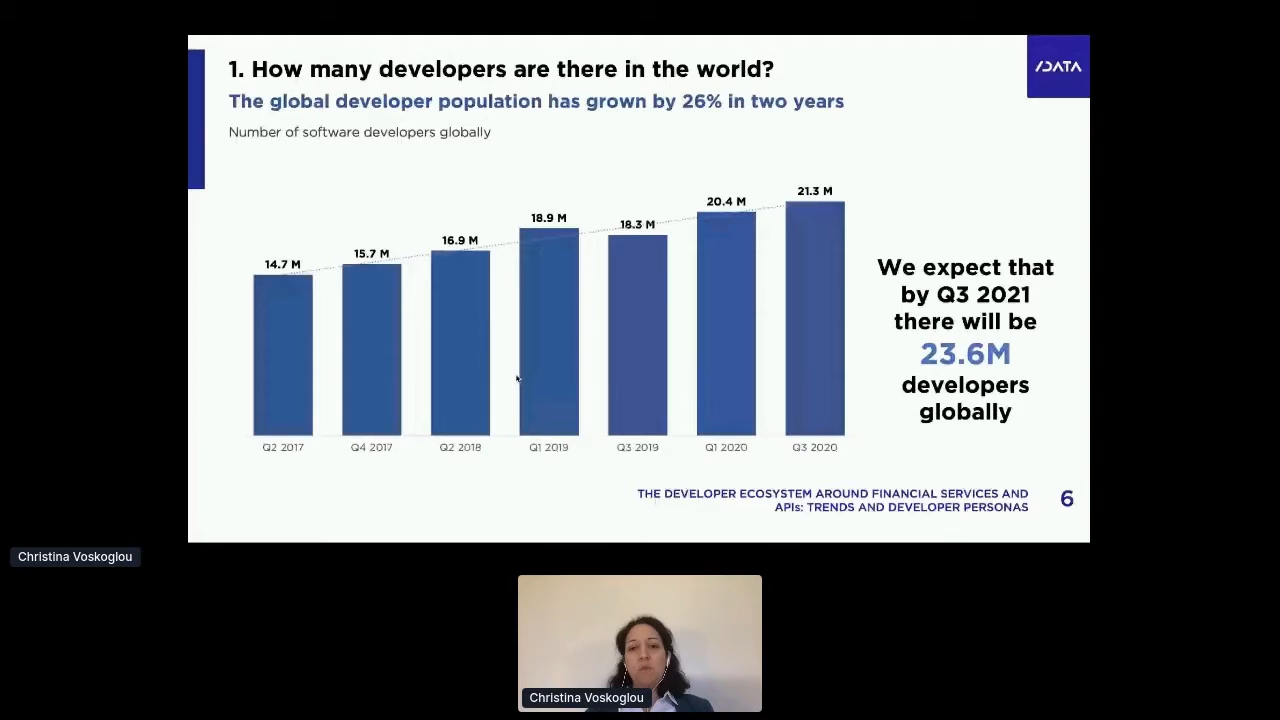 1. How many developers are there in the world?
The global developer population has grown by 26% in two years
Number of software developers globally
/DATA
14.7 M
15.7 M
16.9 M
18.9 M
18.3 M
20.4 M
21.3 M
Q2 2017
Q4 2017
Q2 2018
Q1 2019
Q3 2019
Q1 2020
Q3 2020
We expect that
by Q3 2021
there will be
23.6M
developers
globally
THE DEVELOPER ECOSYSTEM AROUND FINANCIAL SERVICES AND
APIs: TRENDS AND DEVELOPER PERSONAS
6
Christina Voskoglou
Christina Voskoglou